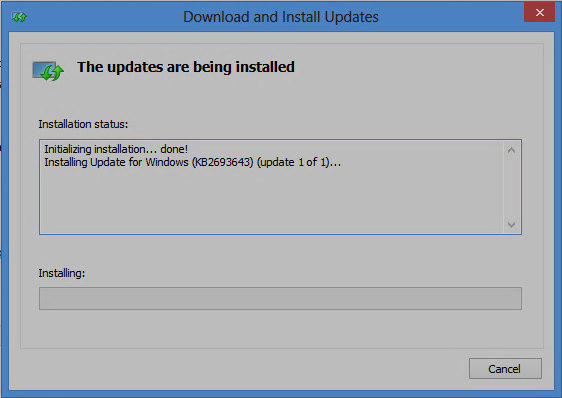 Download and Install Updates
The updates are being installed
Installation status:
Initializing installation... done!
Installing Update for Windows (KB2693643) (update 1 of 1)...
Installing:
Cancel